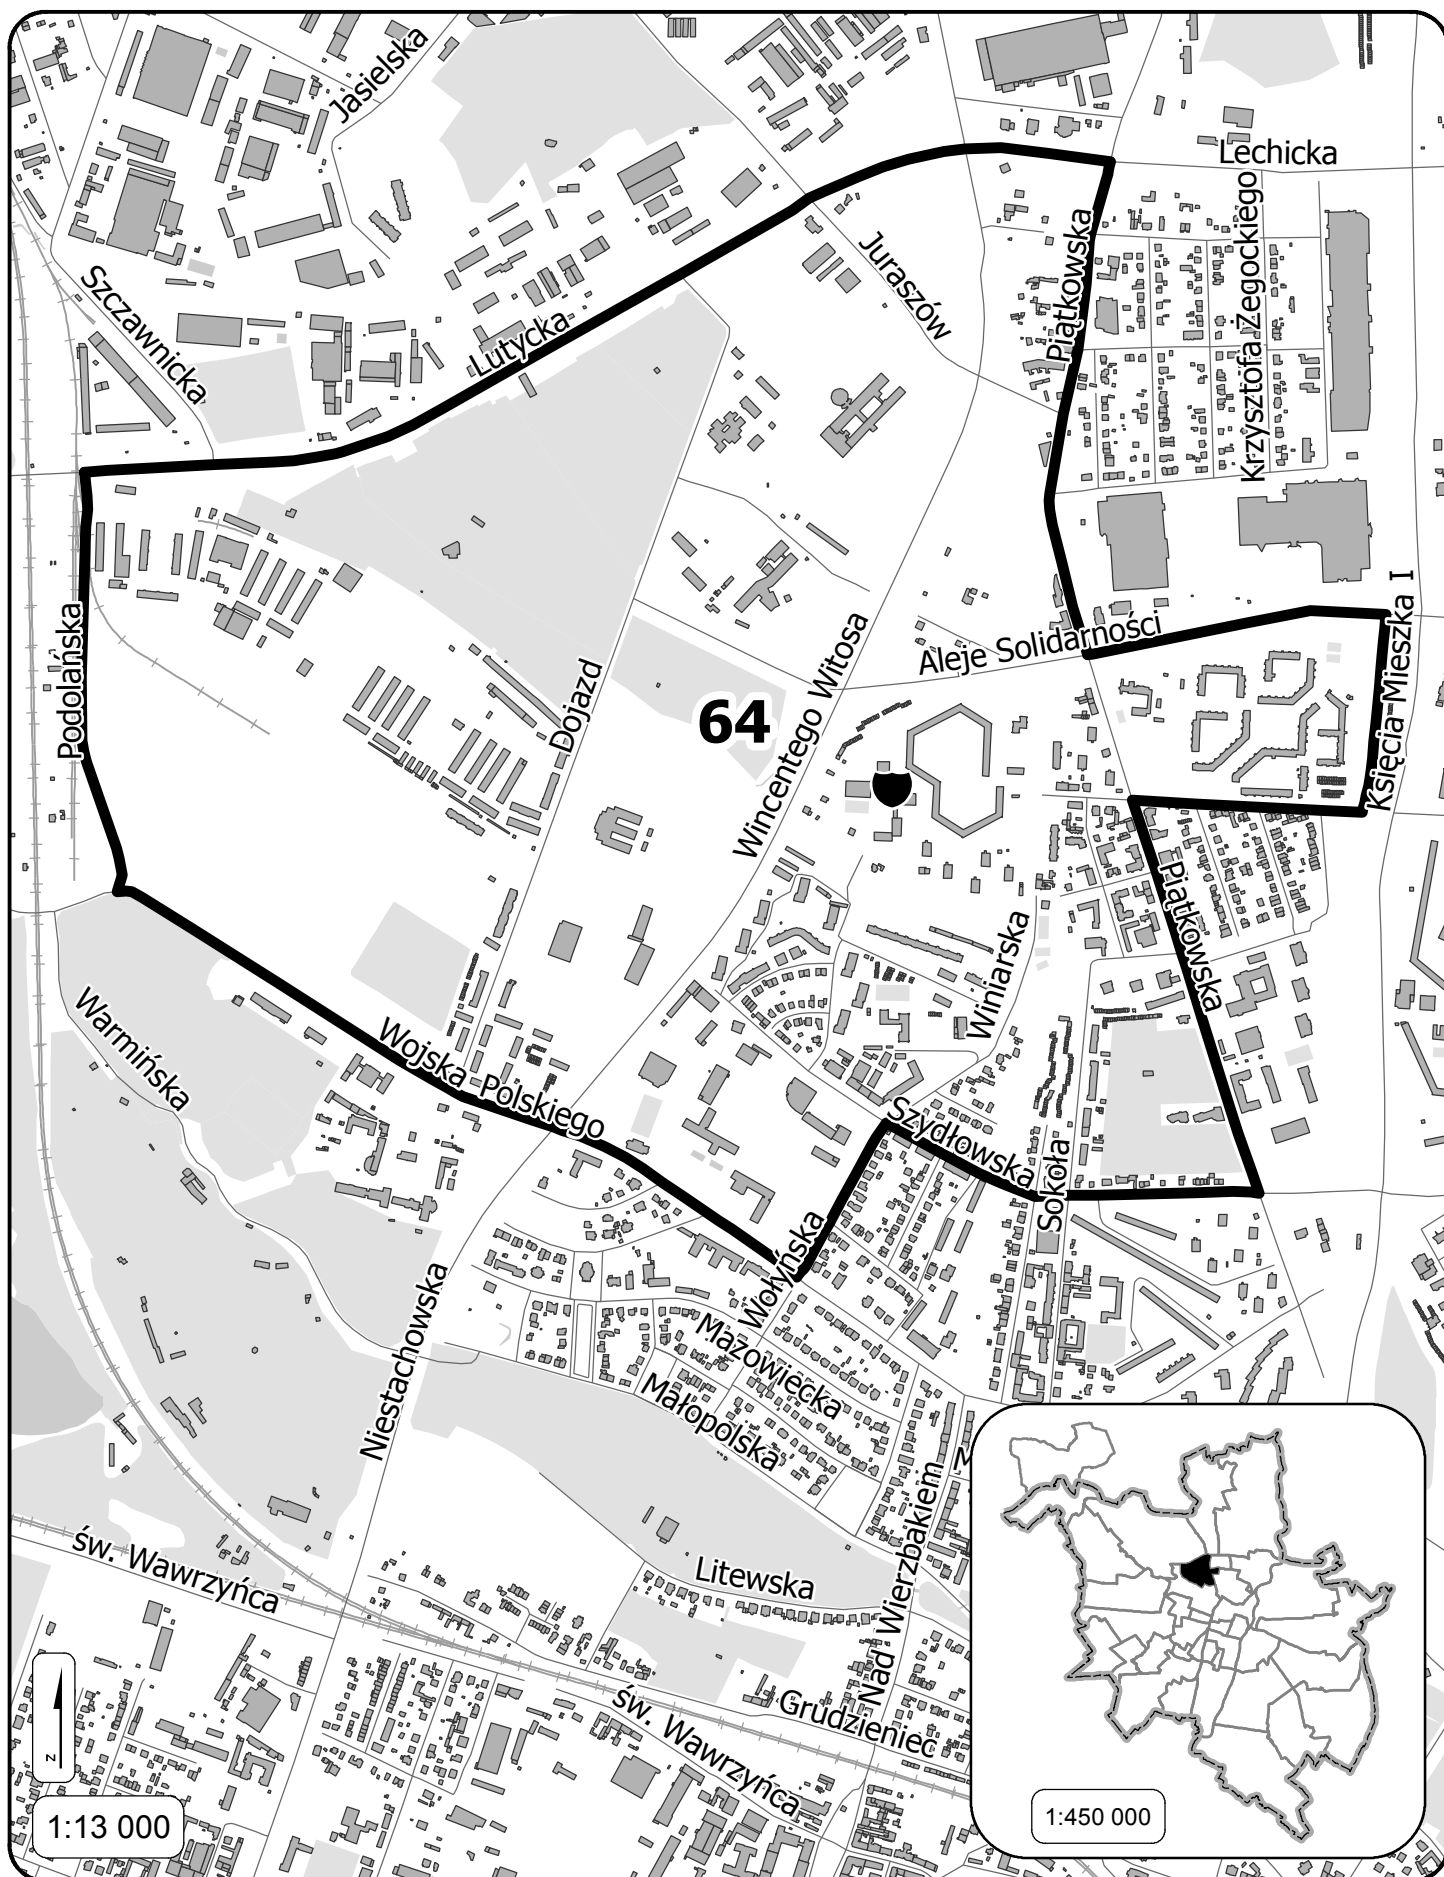 Jasielska
Lechicka
Krzysztofa Żegockiego
Piątkowska
Juraszów
Szczawnicka
Lutycka
Księcia Mieszka I
Aleje Solidarności
Wincentego Witosa
Podolańska
Dojazd
64
Piątkowska
Winiarska
Warmińska
Wojska Polskiego
Szydłowska
Sokoła
Wołyńska
Niestachowska
Mazowiecka
Małopolska
Nad Wierzbakiem
św. Wawrzyńca
Litewska
św. Wawrzyńca
Grudzieniec
z
1:13 000
1:450 000